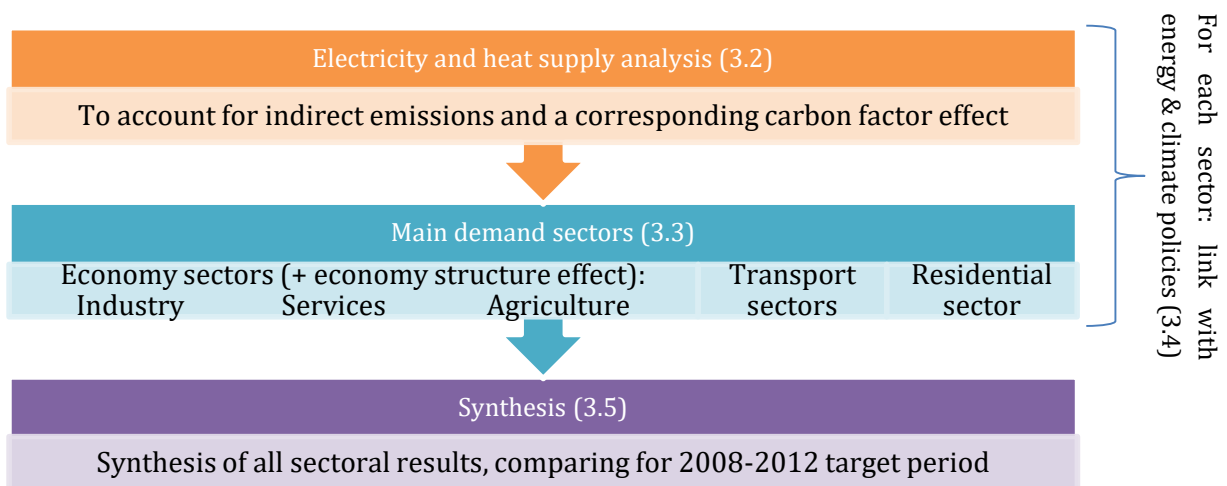 Electricity and heat supply analysis (3.2)
To account for indirect emissions and a corresponding carbon factor effect
Main demand sectors (3.3)
Economy sectors (+ economy structure effect):
Industry Services Agriculture
Transport
sectors
Residential
sector
Synthesis (3.5)
Synthesis of all sectoral results, comparing for 2008-2012 target period
For each sector: link with
energy & climate policies (3.4)